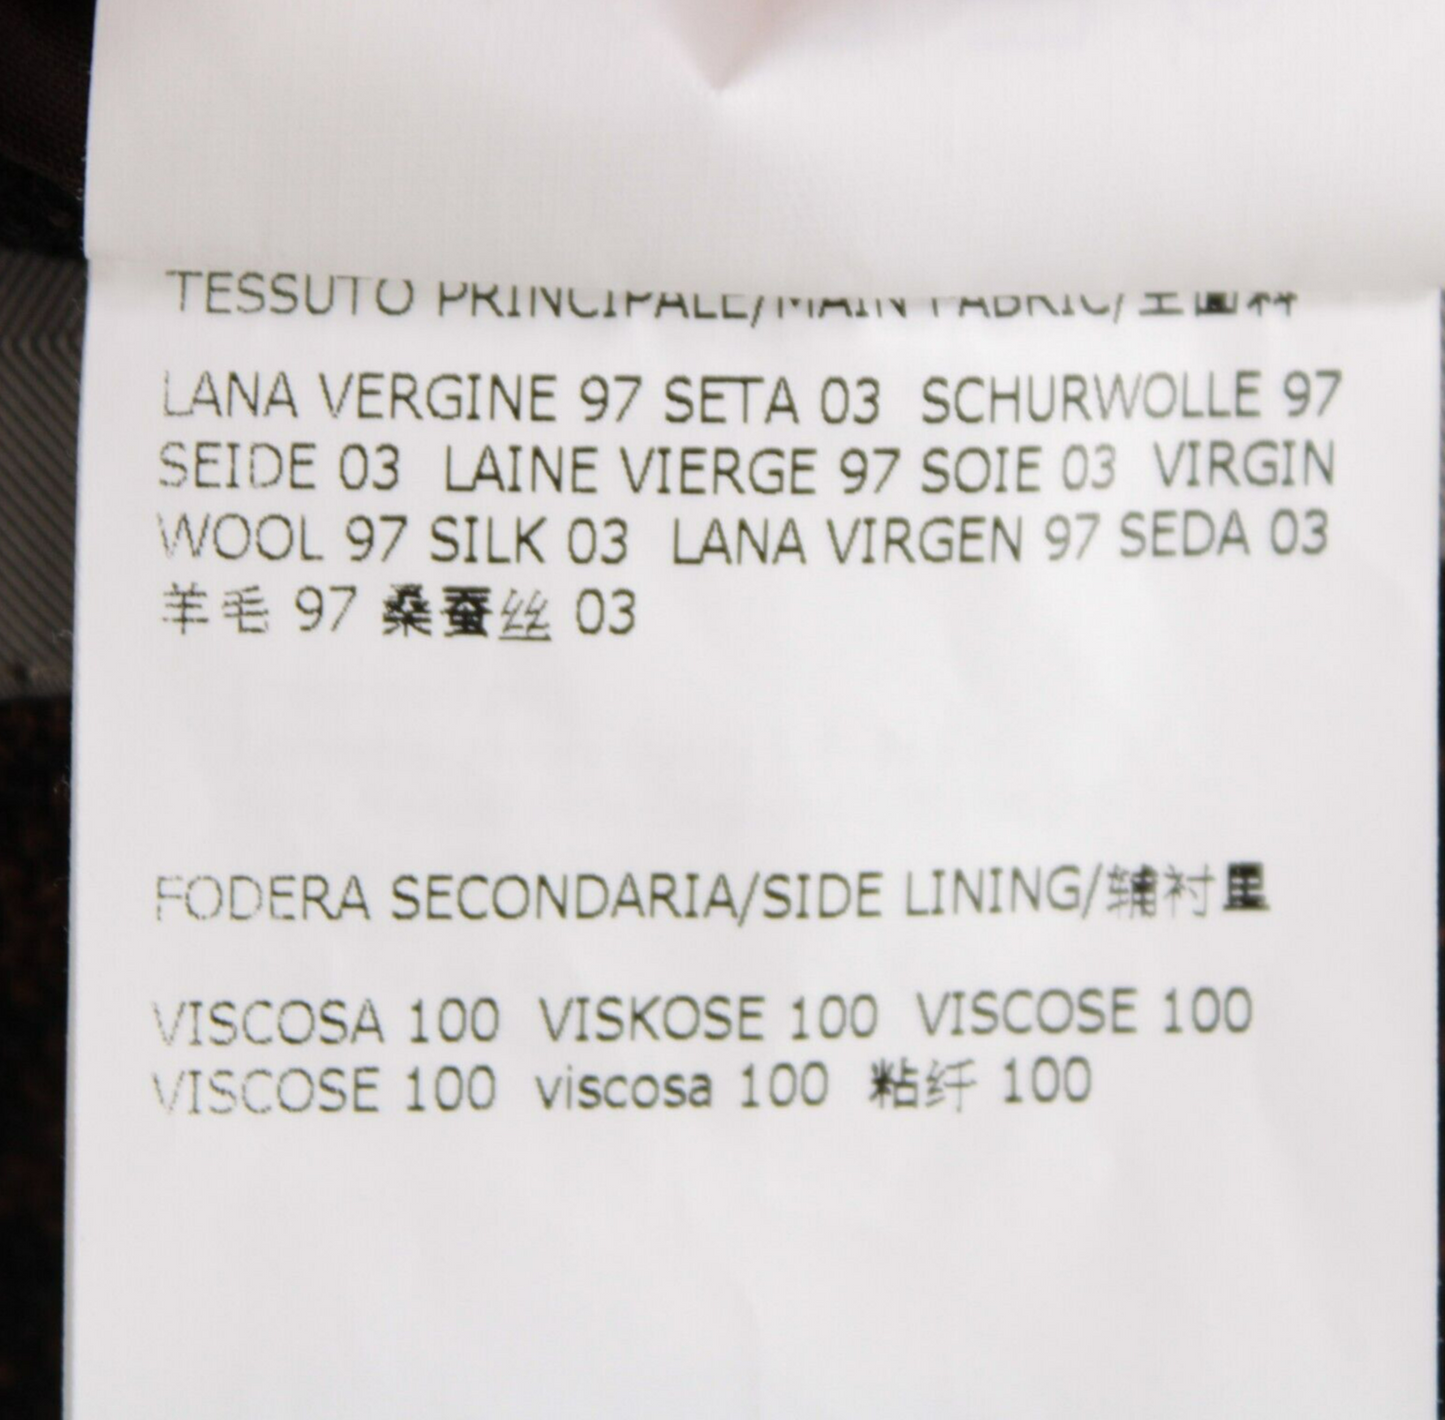 TESSUTO PRINCIPALE/MAIN FABRIC/主面料
LANA VERGINE 97 SETA 03 SCHURWOLLE 97
SEIDE 03 LAINE VIERGE 97 SOIE 03 VIRGIN
WOOL 97 SILK 03 LANA VIRGEN 97 SEDA 03
羊毛 97 桑蚕丝 03
FODERA SECONDARIA/SIDE LINING/辅衬里
VISCOSA 100 VISKOSE 100 VISCOSE 100
VISCOSE 100 viscosa 100 粘纤 100